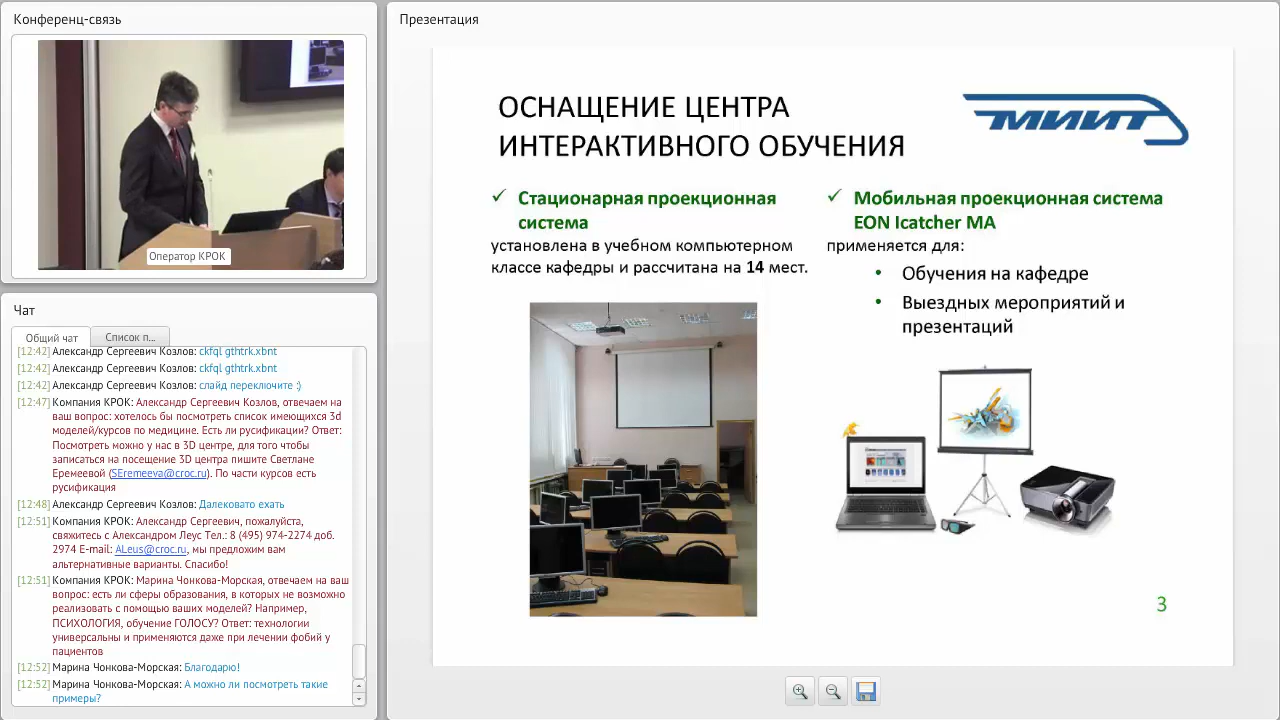 Конференц-связь
Оператор КРОК
Чат
Общий чат
Список п...
[12:42] Александр Сергеевич Козлов: ckfql gthtrk.xbnt
[12:42] Александр Сергеевич Козлов: ckfql gthtrk.xbnt
[12:42] Александр Сергеевич Козлов: слайд переключите :)
[12:47] Компания КРОК: Александр Сергеевич Козлов, отвечаем на
ваш вопрос: хотелось бы посмотреть список имеющихся 3d
моделей/курсов по медицине. Есть ли русификации? Ответ:
Посмотреть можно у нас в 3D центре, для того чтобы
записаться на посещение 3D центра пишите Светлане
Еремеевой (SEremeeva@croc.ru). По части курсов есть
русификация
[12:48] Александр Сергеевич Козлов: Далековато ехать
[12:51] Компания КРОК: Александр Сергеевич, пожалуйста,
свяжитесь с Александром Леус Тел.: 8 (495) 974-2274 доб.
2974 E-mail: ALeus@croc.ru, мы предложим вам
альтернативные варианты. Спасибо!
[12:51] Компания КРОК: Марина Чонкова-Морская, отвечаем на ваш
вопрос: есть ли сферы образования, в которых не возможно
реализовать с помощью ваших моделей? Например,
ПСИХОЛОГИЯ, обучение ГОЛОСУ? Ответ: технологии
универсальны и применяются даже при лечении фобий у
пациентов
[12:52] Марина Чонкова-Морская: Благодарю!
[12:52] Марина Чонкова-Морская: А можно ли посмотреть такие
примеры?
Презентация
ОСНАЩЕНИЕ ЦЕНТРА
ИНТЕРАКТИВНОГО ОБУЧЕНИЯ
МИИТ
✓ Стационарная проекционная
система
установлена в учебном компьютерном
классе кафедры и рассчитана на 14 мест.
✓ Мобильная проекционная система
EON Icatcher MA
применяется для:
• Обучения на кафедре
• Выездных мероприятий и
презентаций
3